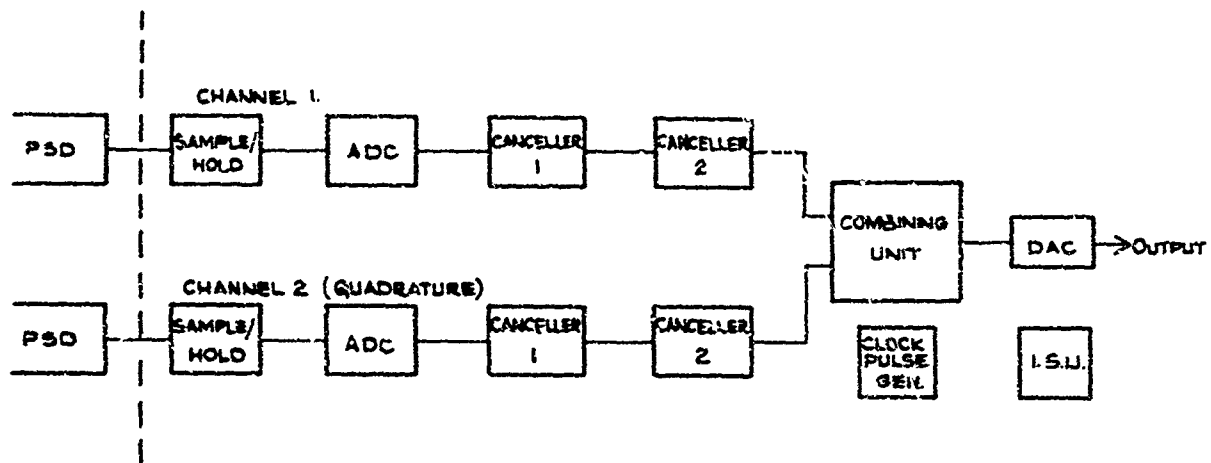 CHANNEL 1.
PSD
SAMPLE/
HOLD
ADC
CANCELLER
1
CANCELLER
2
COMBINING
UNIT
DAC
OUTPUT
CHANNEL 2 (QUADRATURE)
PSD
SAMPLE/
HOLD
ADC
CANCELLER
1
CANCELLER
2
CLOCK
PULSE
GEN.
I.S.U.